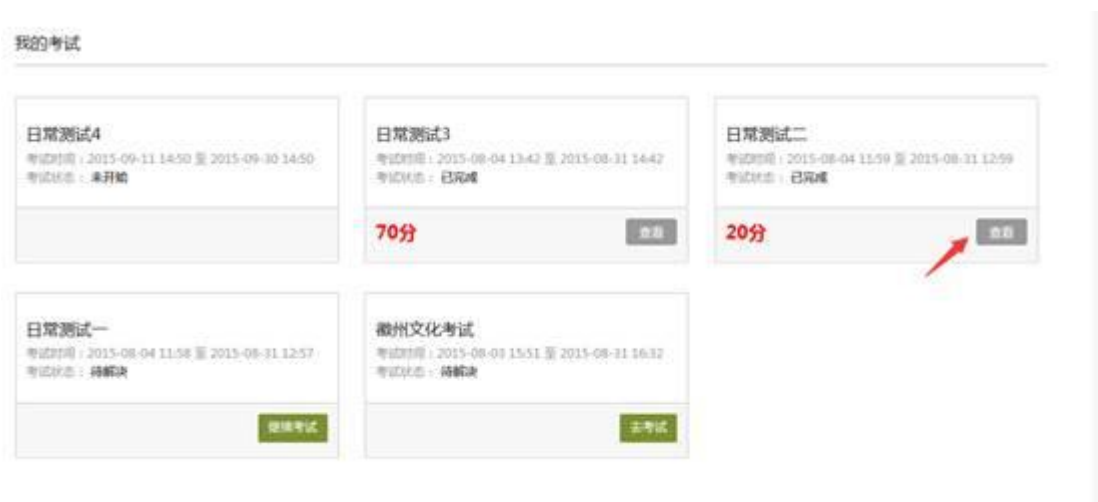 我的考试
日常测试4
考试时间：2015-09-11 14:50 至 2015-09-30 14:50
考试状态： 未开始
日常测试3
考试时间：2015-08-04 13:42 至 2015-08-31 14:42
考试状态： 已完成
70分
查看
日常测试二
考试时间：2015-08-04 11:59 至 2015-08-31 12:59
考试状态： 已完成
20分
查看
日常测试一
考试时间：2015-08-04 11:58 至 2015-08-31 12:57
考试状态： 待解决
继续考试
徽州文化考试
考试时间：2015-08-03 15:51 至 2015-08-31 16:32
考试状态： 待解决
去考试